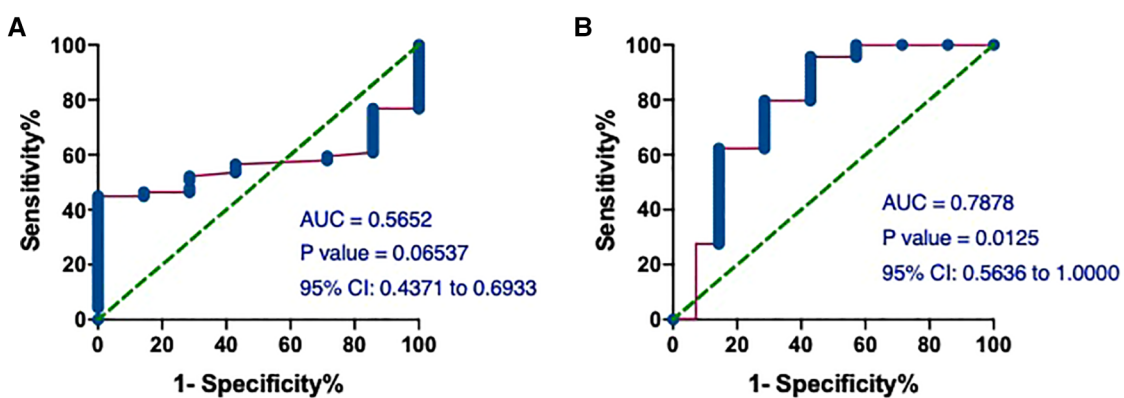 A
100
80
60
40
20
0
Sensitivity%
AUC = 0.5652
P value = 0.06537
95% CI: 0.4371 to 0.6933
0 20 40 60 80 100
1- Specificity%
B
100
80
60
40
20
0
Sensitivity%
AUC = 0.7878
P value = 0.0125
95% CI: 0.5636 to 1.0000
0 20 40 60 80 100
1- Specificity%